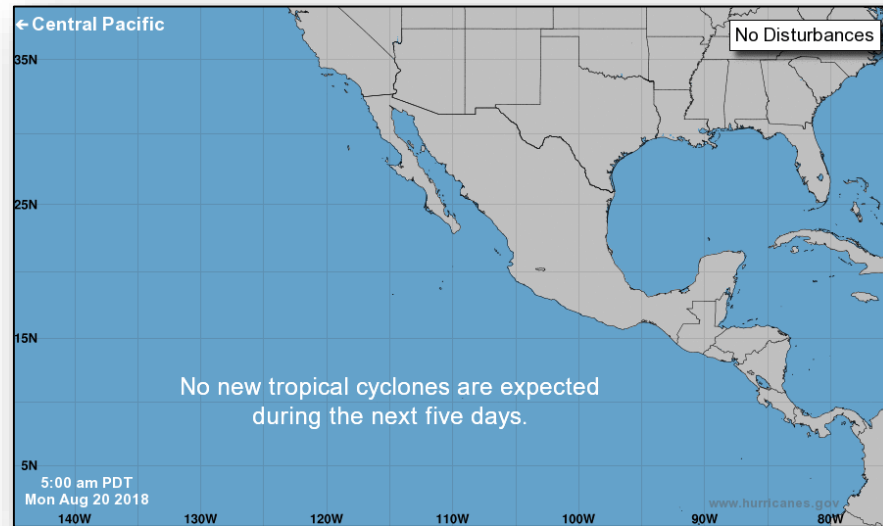 ← Central Pacific
No Disturbances
35N
25N
15N
No new tropical cyclones are expected
during the next five days.
5N
5:00 am PDT
Mon Aug 20 2018
www.hurricanes.gov
140W 130W 120W 110W 100W 90W 80W